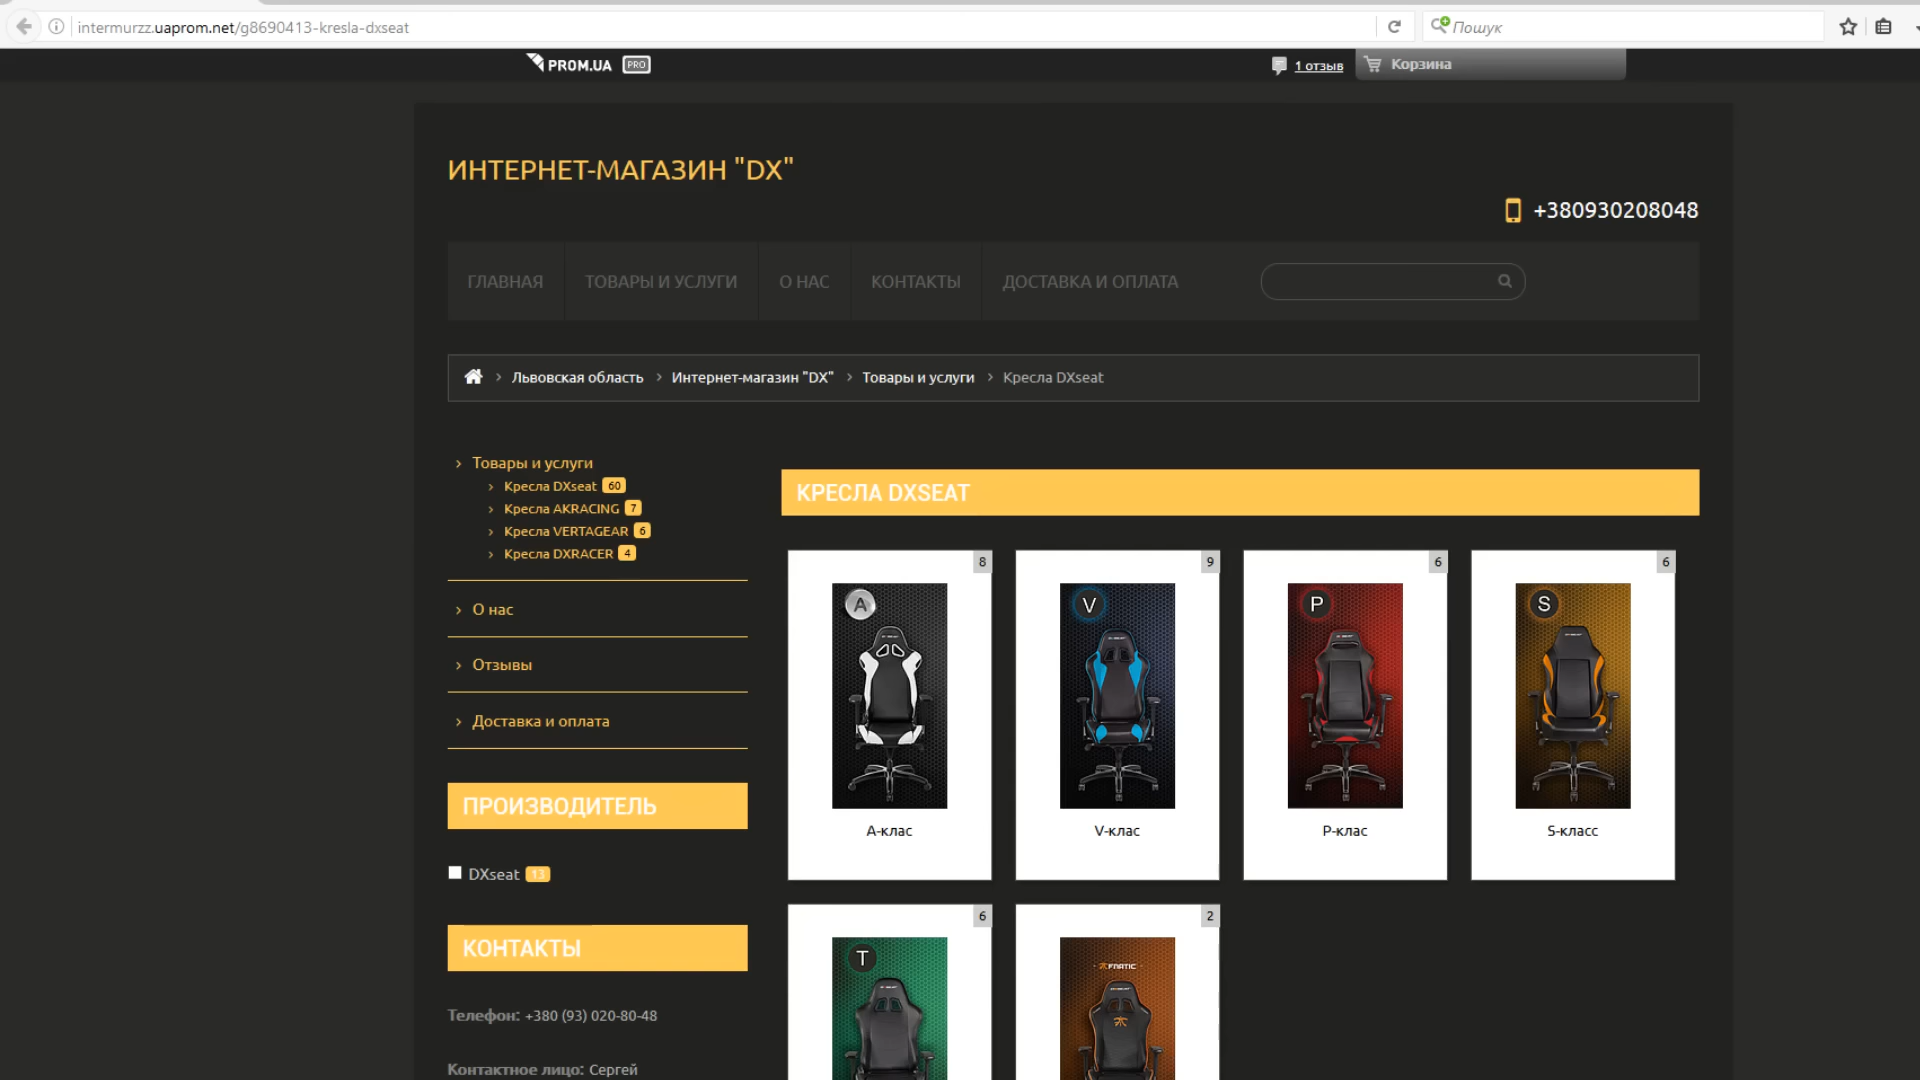 intermurzz.uaprom.net/g8690413-kresla-dxseat
Пошук
PROM.UA PRO
1 отзыв
Корзина
ИНТЕРНЕТ-МАГАЗИН "DX"
+380930208048
ГЛАВНАЯ
ТОВАРЫ И УСЛУГИ
О НАС
КОНТАКТЫ
ДОСТАВКА И ОПЛАТА
Львовская область › Интернет-магазин "DX" › Товары и услуги › Кресла DXseat
Товары и услуги
Кресла DXseat 60
Кресла AKRACING 7
Кресла VERTAGEAR 6
Кресла DXRACER 4
О нас
Отзывы
Доставка и оплата
ПРОИЗВОДИТЕЛЬ
DXseat 13
КОНТАКТЫ
Телефон: +380 (93) 020-80-48
Контактное лицо: Сергей
КРЕСЛА DXSEAT
8
A
А-клас
9
V
V-клас
6
P
Р-клас
6
S
S-класс
6
T
2
FNATIC